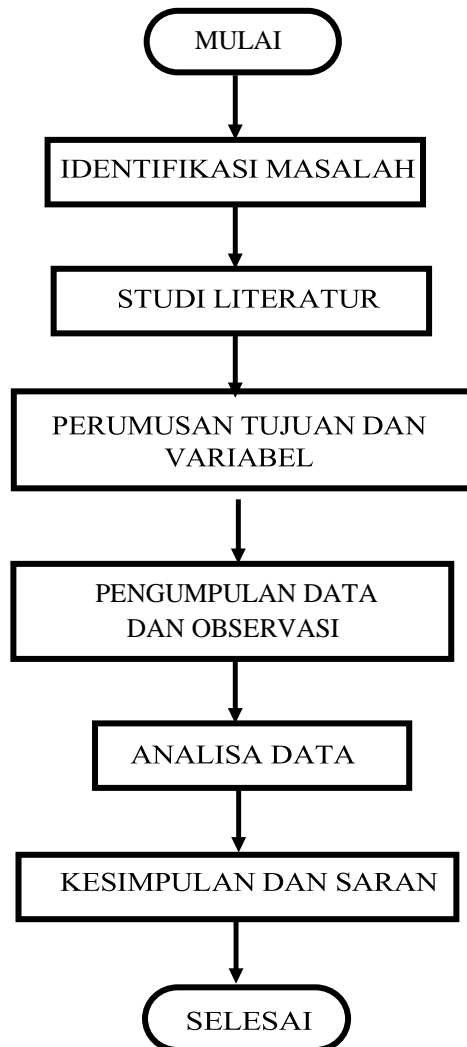 MULAI
IDENTIFIKASI MASALAH
STUDI LITERATUR
PERUMUSAN TUJUAN DAN
VARIABEL
PENGUMPULAN DATA
DAN OBSERVASI
ANALISA DATA
KESIMPULAN DAN SARAN
SELESAI